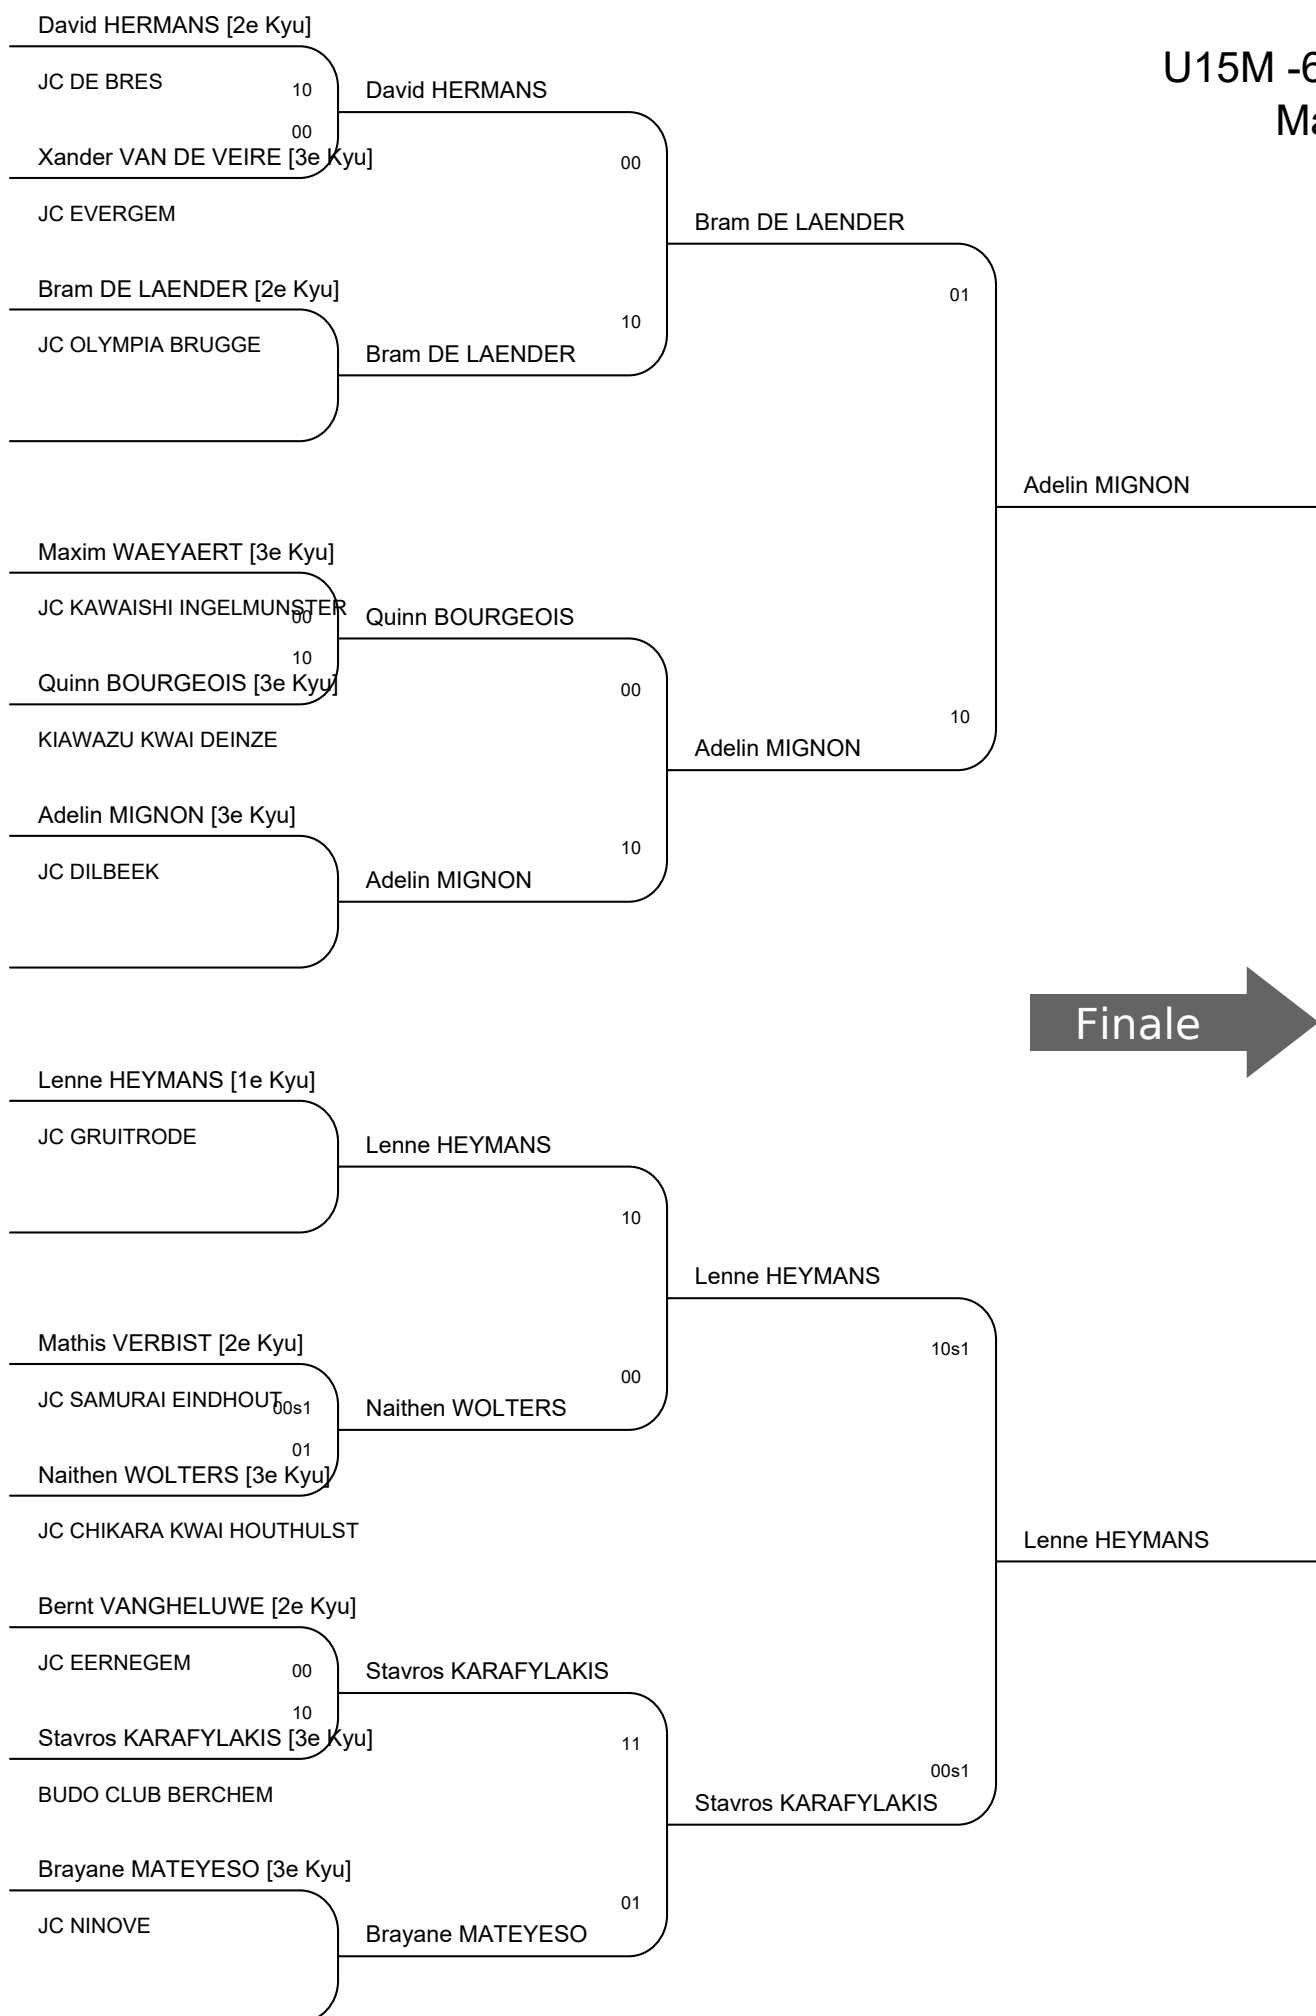 David HERMANS [2e Kyu]
JC DE BRES
10
00
Xander VAN DE VEIRE [3e Kyu]
JC EVERGEM
David HERMANS
00
Bram DE LAENDER [2e Kyu]
JC OLYMPIA BRUGGE
10
Bram DE LAENDER
Bram DE LAENDER
01
U15M -6
Ma
Maxim WAEYAERT [3e Kyu]
JC KAWAISHI INGELMUNSTER
00
10
Quinn BOURGEOIS [3e Kyu]
KIAWAZU KWAI DEINZE
Quinn BOURGEOIS
00
Adelin MIGNON [3e Kyu]
JC DILBEEK
10
Adelin MIGNON
10
Adelin MIGNON
Adelin MIGNON
Finale
Lenne HEYMANS [1e Kyu]
JC GRUITRODE
Lenne HEYMANS
10
Mathis VERBIST [2e Kyu]
JC SAMURAI EINDHOUT
00s1
01
Naithen WOLTERS [3e Kyu]
JC CHIKARA KWAI HOUTHULST
00
Naithen WOLTERS
Lenne HEYMANS
10s1
Bernt VANGHELUWE [2e Kyu]
JC EERNEGEM
00
10
Stavros KARAFYLAKIS [3e Kyu]
BUDO CLUB BERCHEM
Stavros KARAFYLAKIS
11
Brayane MATEYESO [3e Kyu]
JC NINOVE
01
Brayane MATEYESO
00s1
Stavros KARAFYLAKIS
Lenne HEYMANS